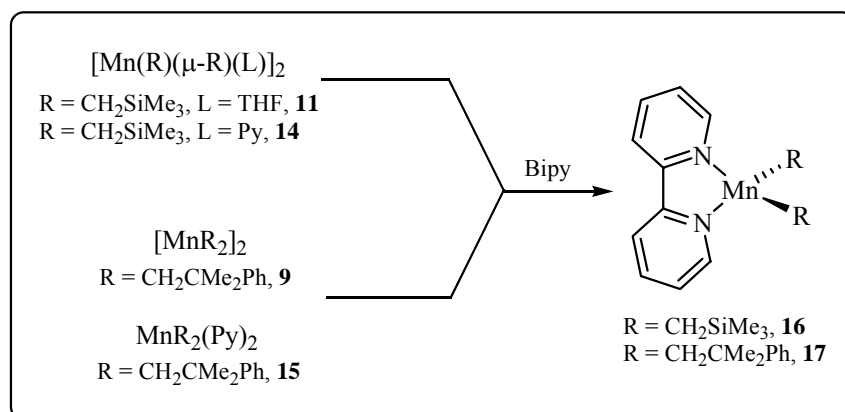 [Mn(R)(μ-R)(L)]₂
R = CH₂SiMe₃, L = THF, 11
R = CH₂SiMe₃, L = Py, 14
Bipy
[MnR₂]₂
R = CH₂CMe₂Ph, 9
MnR₂(Py)₂
R = CH₂CMe₂Ph, 15
N
N
Mn
R
R
R = CH₂SiMe₃, 16
R = CH₂CMe₂Ph, 17